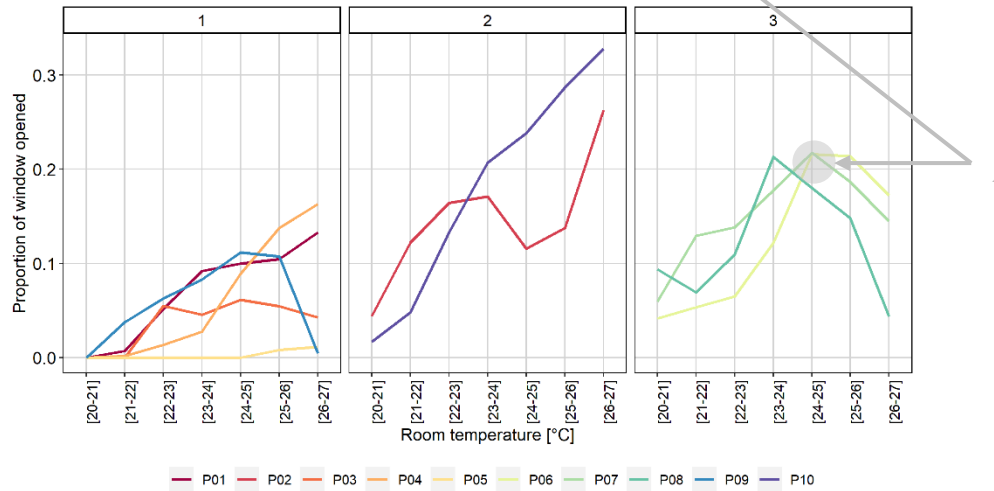 1 2 3
Proportion of window opened
0.3
0.2
0.1
0.0
[20-21] [21-22] [22-23] [23-24] [24-25] [25-26] [26-27] [20-21] [21-22] [22-23] [23-24] [24-25] [25-26] [26-27] [20-21] [21-22] [22-23] [23-24] [24-25] [25-26] [26-27]
Room temperature [°C]
P01 P02 P03 P04 P05 P06 P07 P08 P09 P10